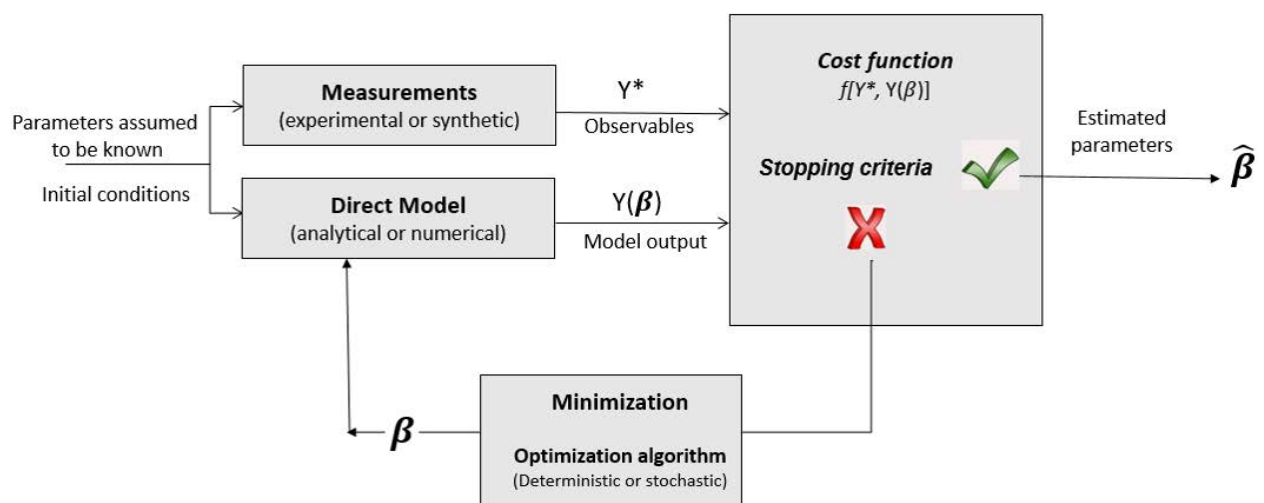 Parameters assumed
to be known
Initial conditions
Measurements
(experimental or synthetic)
Y*
Observables
Direct Model
(analytical or numerical)
Y(β)
Model output
Cost function
f[Y*, Y(β)]
Stopping criteria
Estimated
parameters
β̂
Minimization
Optimization algorithm
(Deterministic or stochastic)
β